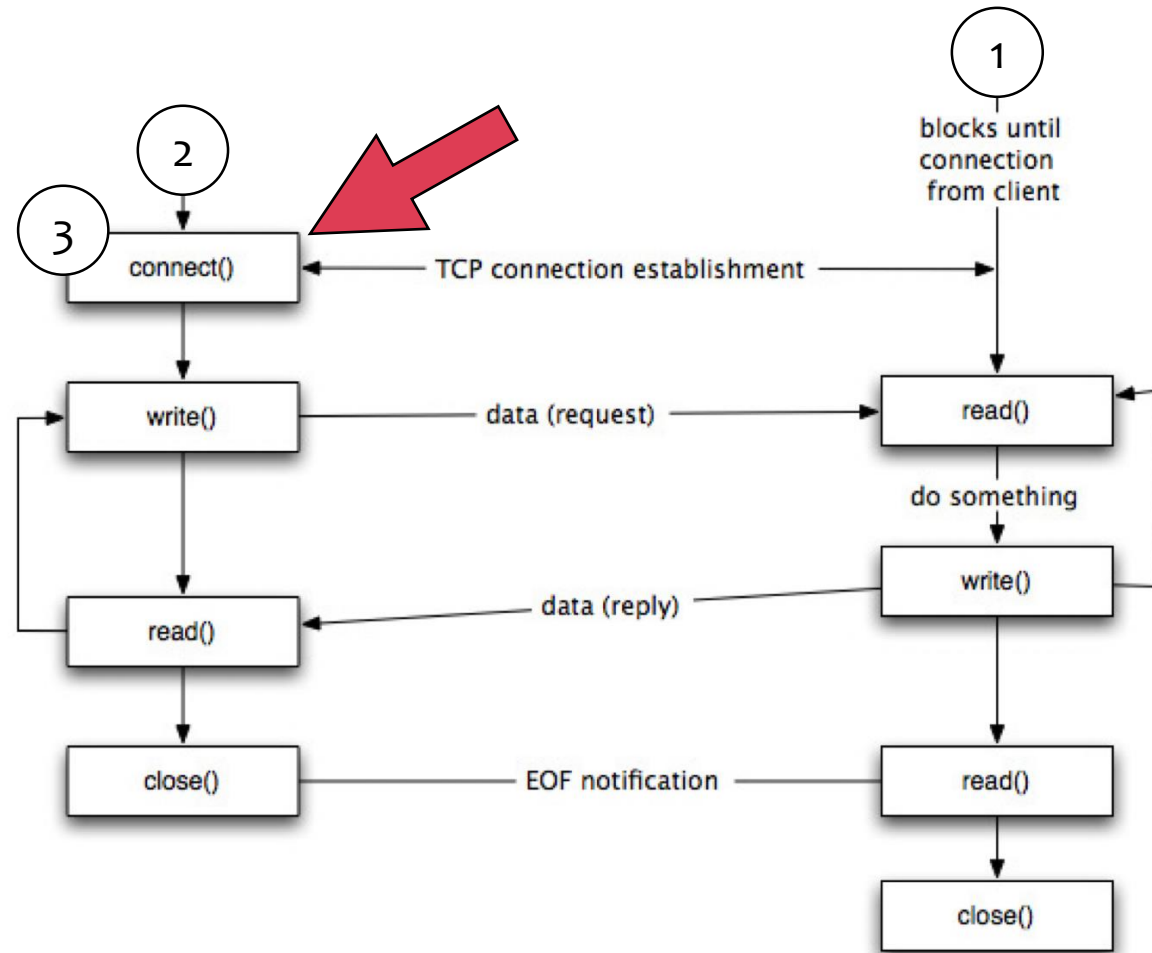 1
blocks until
connection
from client
2
3
connect()
TCP connection establishment
write()
data (request)
read()
do something
write()
data (reply)
read()
close()
EOF notification
read()
close()